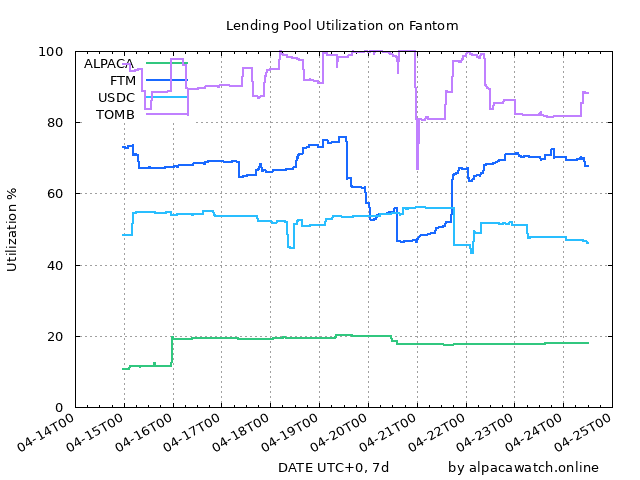 Lending Pool Utilization on Fantom
100
80
60
40
20
0
Utilization %
ALPACA
FTM
USDC
TOMB
04-14T00
04-15T00
04-16T00
04-17T00
04-18T00
04-19T00
04-20T00
04-21T00
04-22T00
04-23T00
04-24T00
04-25T00
DATE UTC+0, 7d
by alpacawatch.online